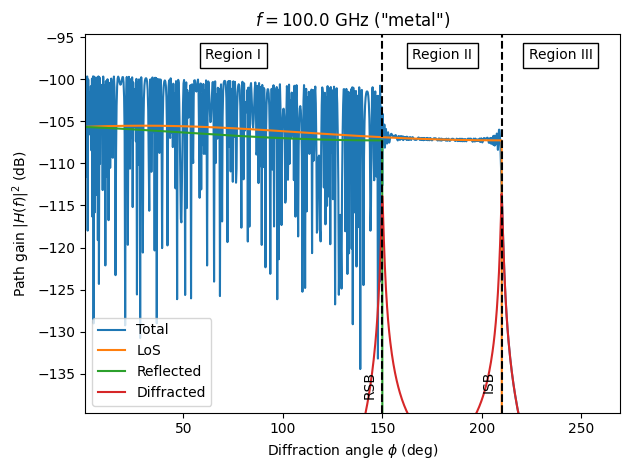 f = 100.0 GHz ("metal")
Region I
Region II
Region III
−95
−100
−105
−110
−115
−120
−125
−130
−135
Path gain |H(f)|² (dB)
Total
LoS
Reflected
Diffracted
RSB
ISB
50
100
150
200
250
Diffraction angle ϕ (deg)